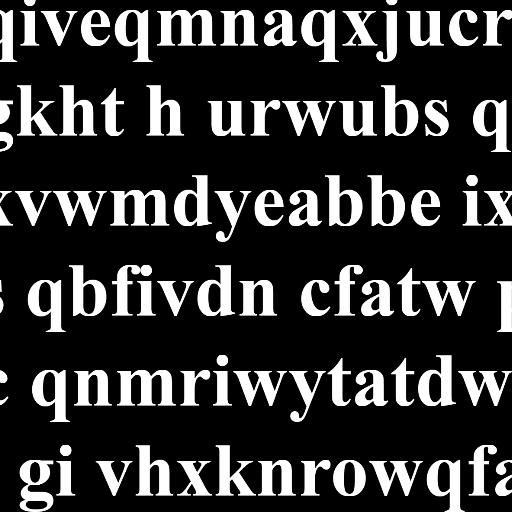 qiveqmnaqxjucr
gkht h urwubs q
xvwmdyeabbe ix
s qbfivdn cfatw p
c qnmriwytatdw
gi vhxknrowqfa